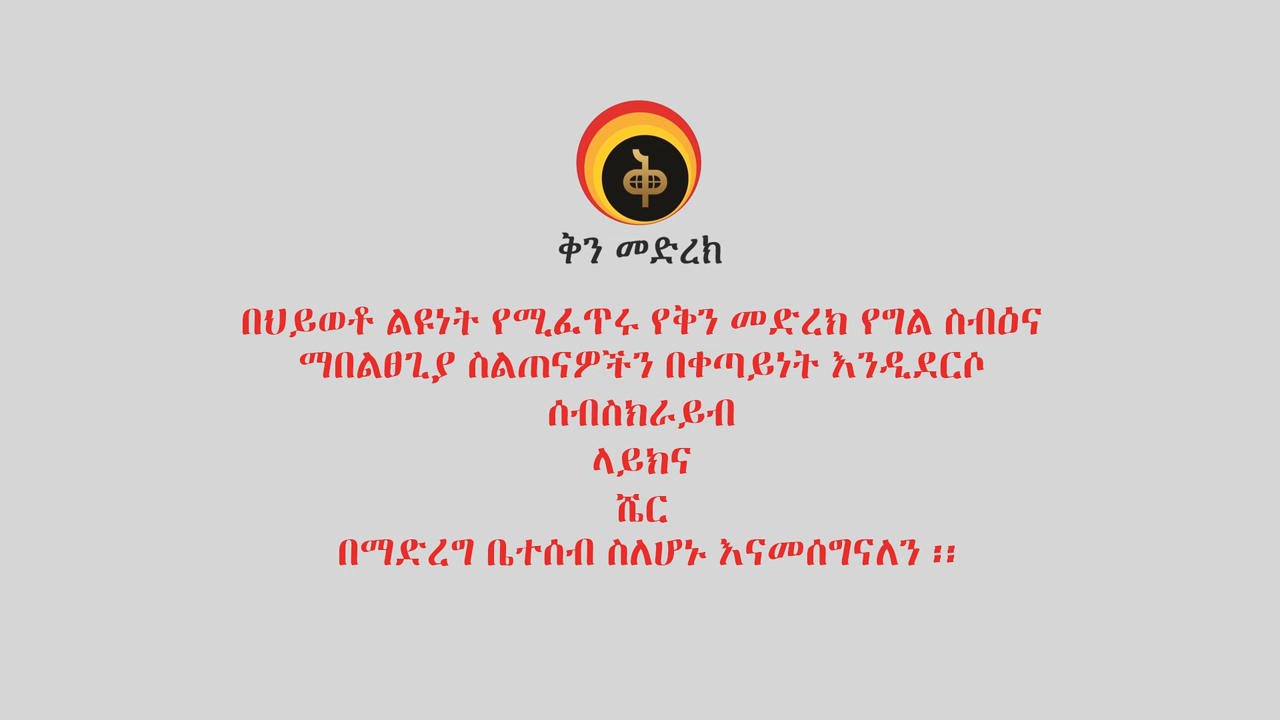 ቅ
ቅን መድረክ
በህይወቶ ልዩነት የሚፈጥሩ የቅን መድረክ የግል ስብዕና
ማበልፀጊያ ስልጠናዎችን በቀጣይነት እንዲደርሶ
ሰብስክራይብ
ላይክና
ሼር
በማድረግ ቤተሰብ ስለሆኑ እናመሰግናለን ፡፡